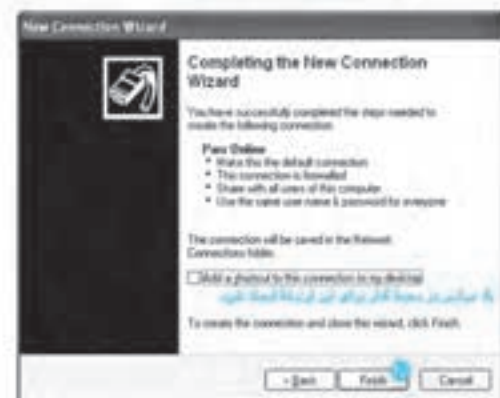 New Connection Wizard
Completing the New Connection
Wizard
You have successfully completed the steps needed to
create the following connection:
Pars Online
* Make this the default connection
* This connection is firewalled
* Share with all users of this computer
* Use the same user name & password for everyone
The connection will be saved in the Network
Connections folder.
Add a shortcut to this connection to my desktop
To create the connection and close this wizard, click Finish.
< Back
Finish
Cancel